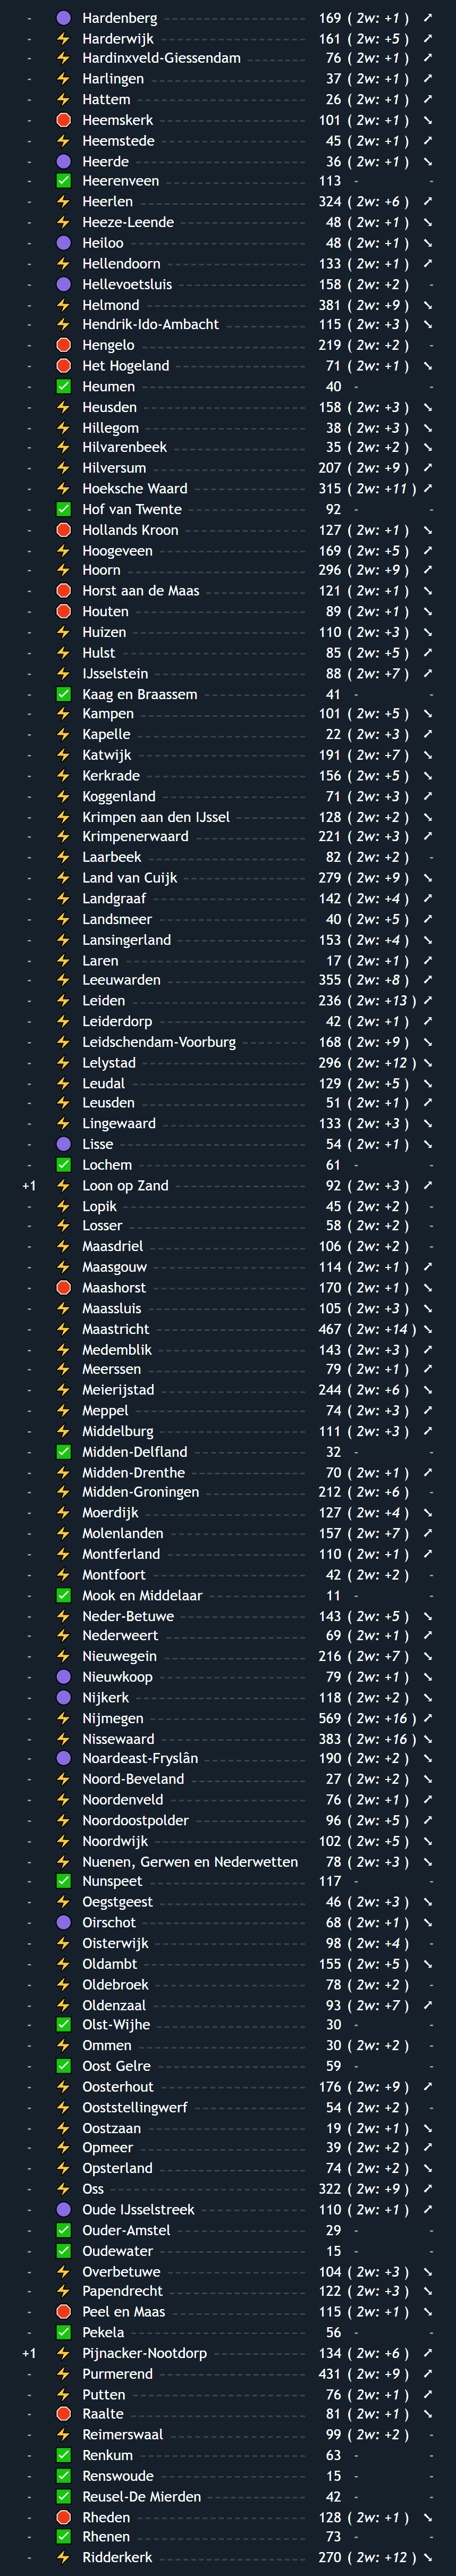 - Hardenberg 169 ( 2w: +1 ) ↗
- Harderwijk 161 ( 2w: +5 ) ↗
- Hardinxveld-Giessendam 76 ( 2w: +1 ) ↗
- Harlingen 37 ( 2w: +1 ) ↗
- Hattem 26 ( 2w: +1 ) ↗
- Heemskerk 101 ( 2w: +1 ) ↘
- Heemstede 45 ( 2w: +1 ) ↗
- Heerde 36 ( 2w: +1 ) ↘
- Heerenveen 113 - -
- Heerlen 324 ( 2w: +6 ) ↗
- Heeze-Leende 48 ( 2w: +1 ) ↘
- Heiloo 48 ( 2w: +1 ) ↘
- Hellendoorn 133 ( 2w: +1 ) ↗
- Hellevoetsluis 158 ( 2w: +2 ) -
- Helmond 381 ( 2w: +9 ) ↘
- Hendrik-Ido-Ambacht 115 ( 2w: +3 ) ↘
- Hengelo 219 ( 2w: +2 ) -
- Het Hogeland 71 ( 2w: +1 ) ↘
- Heumen 40 - -
- Heusden 158 ( 2w: +3 ) ↘
- Hillegom 38 ( 2w: +3 ) ↘
- Hilvarenbeek 35 ( 2w: +2 ) ↘
- Hilversum 207 ( 2w: +9 ) ↗
- Hoeksche Waard 315 ( 2w: +11 ) ↗
- Hof van Twente 92 - -
- Hollands Kroon 127 ( 2w: +1 ) ↘
- Hoogeveen 169 ( 2w: +5 ) ↗
- Hoorn 296 ( 2w: +9 ) ↗
- Horst aan de Maas 121 ( 2w: +1 ) ↘
- Houten 89 ( 2w: +1 ) ↘
- Huizen 110 ( 2w: +3 ) ↘
- Hulst 85 ( 2w: +5 ) ↗
- IJsselstein 88 ( 2w: +7 ) ↗
- Kaag en Braassem 41 - -
- Kampen 101 ( 2w: +5 ) ↘
- Kapelle 22 ( 2w: +3 ) ↗
- Katwijk 191 ( 2w: +7 ) ↘
- Kerkrade 156 ( 2w: +5 ) ↘
- Koggenland 71 ( 2w: +3 ) ↗
- Krimpen aan den IJssel 128 ( 2w: +2 ) ↘
- Krimpenerwaard 221 ( 2w: +3 ) ↗
- Laarbeek 82 ( 2w: +2 ) -
- Land van Cuijk 279 ( 2w: +9 ) ↘
- Landgraaf 142 ( 2w: +4 ) ↗
- Landsmeer 40 ( 2w: +5 ) ↗
- Lansingerland 153 ( 2w: +4 ) ↘
- Laren 17 ( 2w: +1 ) ↗
- Leeuwarden 355 ( 2w: +8 ) ↗
- Leiden 236 ( 2w: +13 ) ↗
- Leiderdorp 42 ( 2w: +1 ) ↗
- Leidschendam-Voorburg 168 ( 2w: +9 ) ↘
- Lelystad 296 ( 2w: +12 ) ↘
- Leudal 129 ( 2w: +5 ) ↘
- Leusden 51 ( 2w: +1 ) ↗
- Lingewaard 133 ( 2w: +3 ) ↘
- Lisse 54 ( 2w: +1 ) ↘
- Lochem 61 - -
+1 Loon op Zand 92 ( 2w: +3 ) ↗
- Lopik 45 ( 2w: +2 ) -
- Losser 58 ( 2w: +2 ) -
- Maasdriel 106 ( 2w: +2 ) -
- Maasgouw 114 ( 2w: +1 ) ↗
- Maashorst 170 ( 2w: +1 ) ↘
- Maassluis 105 ( 2w: +3 ) ↘
- Maastricht 467 ( 2w: +14 ) ↘
- Medemblik 143 ( 2w: +3 ) ↗
- Meerssen 79 ( 2w: +1 ) ↗
- Meierijstad 244 ( 2w: +6 ) ↘
- Meppel 74 ( 2w: +3 ) ↗
- Middelburg 111 ( 2w: +3 ) ↗
- Midden-Delfland 32 - -
- Midden-Drenthe 70 ( 2w: +1 ) ↗
- Midden-Groningen 212 ( 2w: +6 ) -
- Moerdijk 127 ( 2w: +4 ) ↘
- Molenlanden 157 ( 2w: +7 ) ↗
- Montferland 110 ( 2w: +1 ) ↗
- Montfoort 42 ( 2w: +2 ) -
- Mook en Middelaar 11 - -
- Neder-Betuwe 143 ( 2w: +5 ) ↘
- Nederweert 69 ( 2w: +1 ) ↗
- Nieuwegein 216 ( 2w: +7 ) ↘
- Nieuwkoop 79 ( 2w: +1 ) ↘
- Nijkerk 118 ( 2w: +2 ) ↘
- Nijmegen 569 ( 2w: +16 ) ↗
- Nissewaard 383 ( 2w: +16 ) ↘
- Noardeast-Fryslân 190 ( 2w: +2 ) ↘
- Noord-Beveland 27 ( 2w: +2 ) ↘
- Noordenveld 76 ( 2w: +1 ) ↗
- Noordoostpolder 96 ( 2w: +5 ) ↗
- Noordwijk 102 ( 2w: +5 ) ↘
- Nuenen, Gerwen en Nederwetten 78 ( 2w: +3 ) ↘
- Nunspeet 117 - -
- Oegstgeest 46 ( 2w: +3 ) ↘
- Oirschot 68 ( 2w: +1 ) ↘
- Oisterwijk 98 ( 2w: +4 ) -
- Oldambt 155 ( 2w: +5 ) ↘
- Oldebroek 78 ( 2w: +2 ) -
- Oldenzaal 93 ( 2w: +7 ) ↗
- Olst-Wijhe 30 - -
- Ommen 30 ( 2w: +2 ) -
- Oost Gelre 59 - -
- Oosterhout 176 ( 2w: +9 ) ↗
- Ooststellingwerf 54 ( 2w: +2 ) -
- Oostzaan 19 ( 2w: +1 ) ↘
- Opmeer 39 ( 2w: +2 ) ↗
- Opsterland 74 ( 2w: +2 ) ↘
- Oss 322 ( 2w: +9 ) ↗
- Oude IJsselstreek 110 ( 2w: +1 ) ↗
- Ouder-Amstel 29 - -
- Oudewater 15 - -
- Overbetuwe 104 ( 2w: +3 ) ↘
- Papendrecht 122 ( 2w: +3 ) ↘
- Peel en Maas 115 ( 2w: +1 ) ↘
- Pekela 56 - -
+1 Pijnacker-Nootdorp 134 ( 2w: +6 ) ↗
- Purmerend 431 ( 2w: +9 ) ↗
- Putten 76 ( 2w: +1 ) ↗
- Raalte 81 ( 2w: +1 ) ↘
- Reimerswaal 99 ( 2w: +2 ) -
- Renkum 63 - -
- Renswoude 15 - -
- Reusel-De Mierden 42 - -
- Rheden 128 ( 2w: +1 ) ↘
- Rhenen 73 - -
- Ridderkerk 270 ( 2w: +12 ) ↘